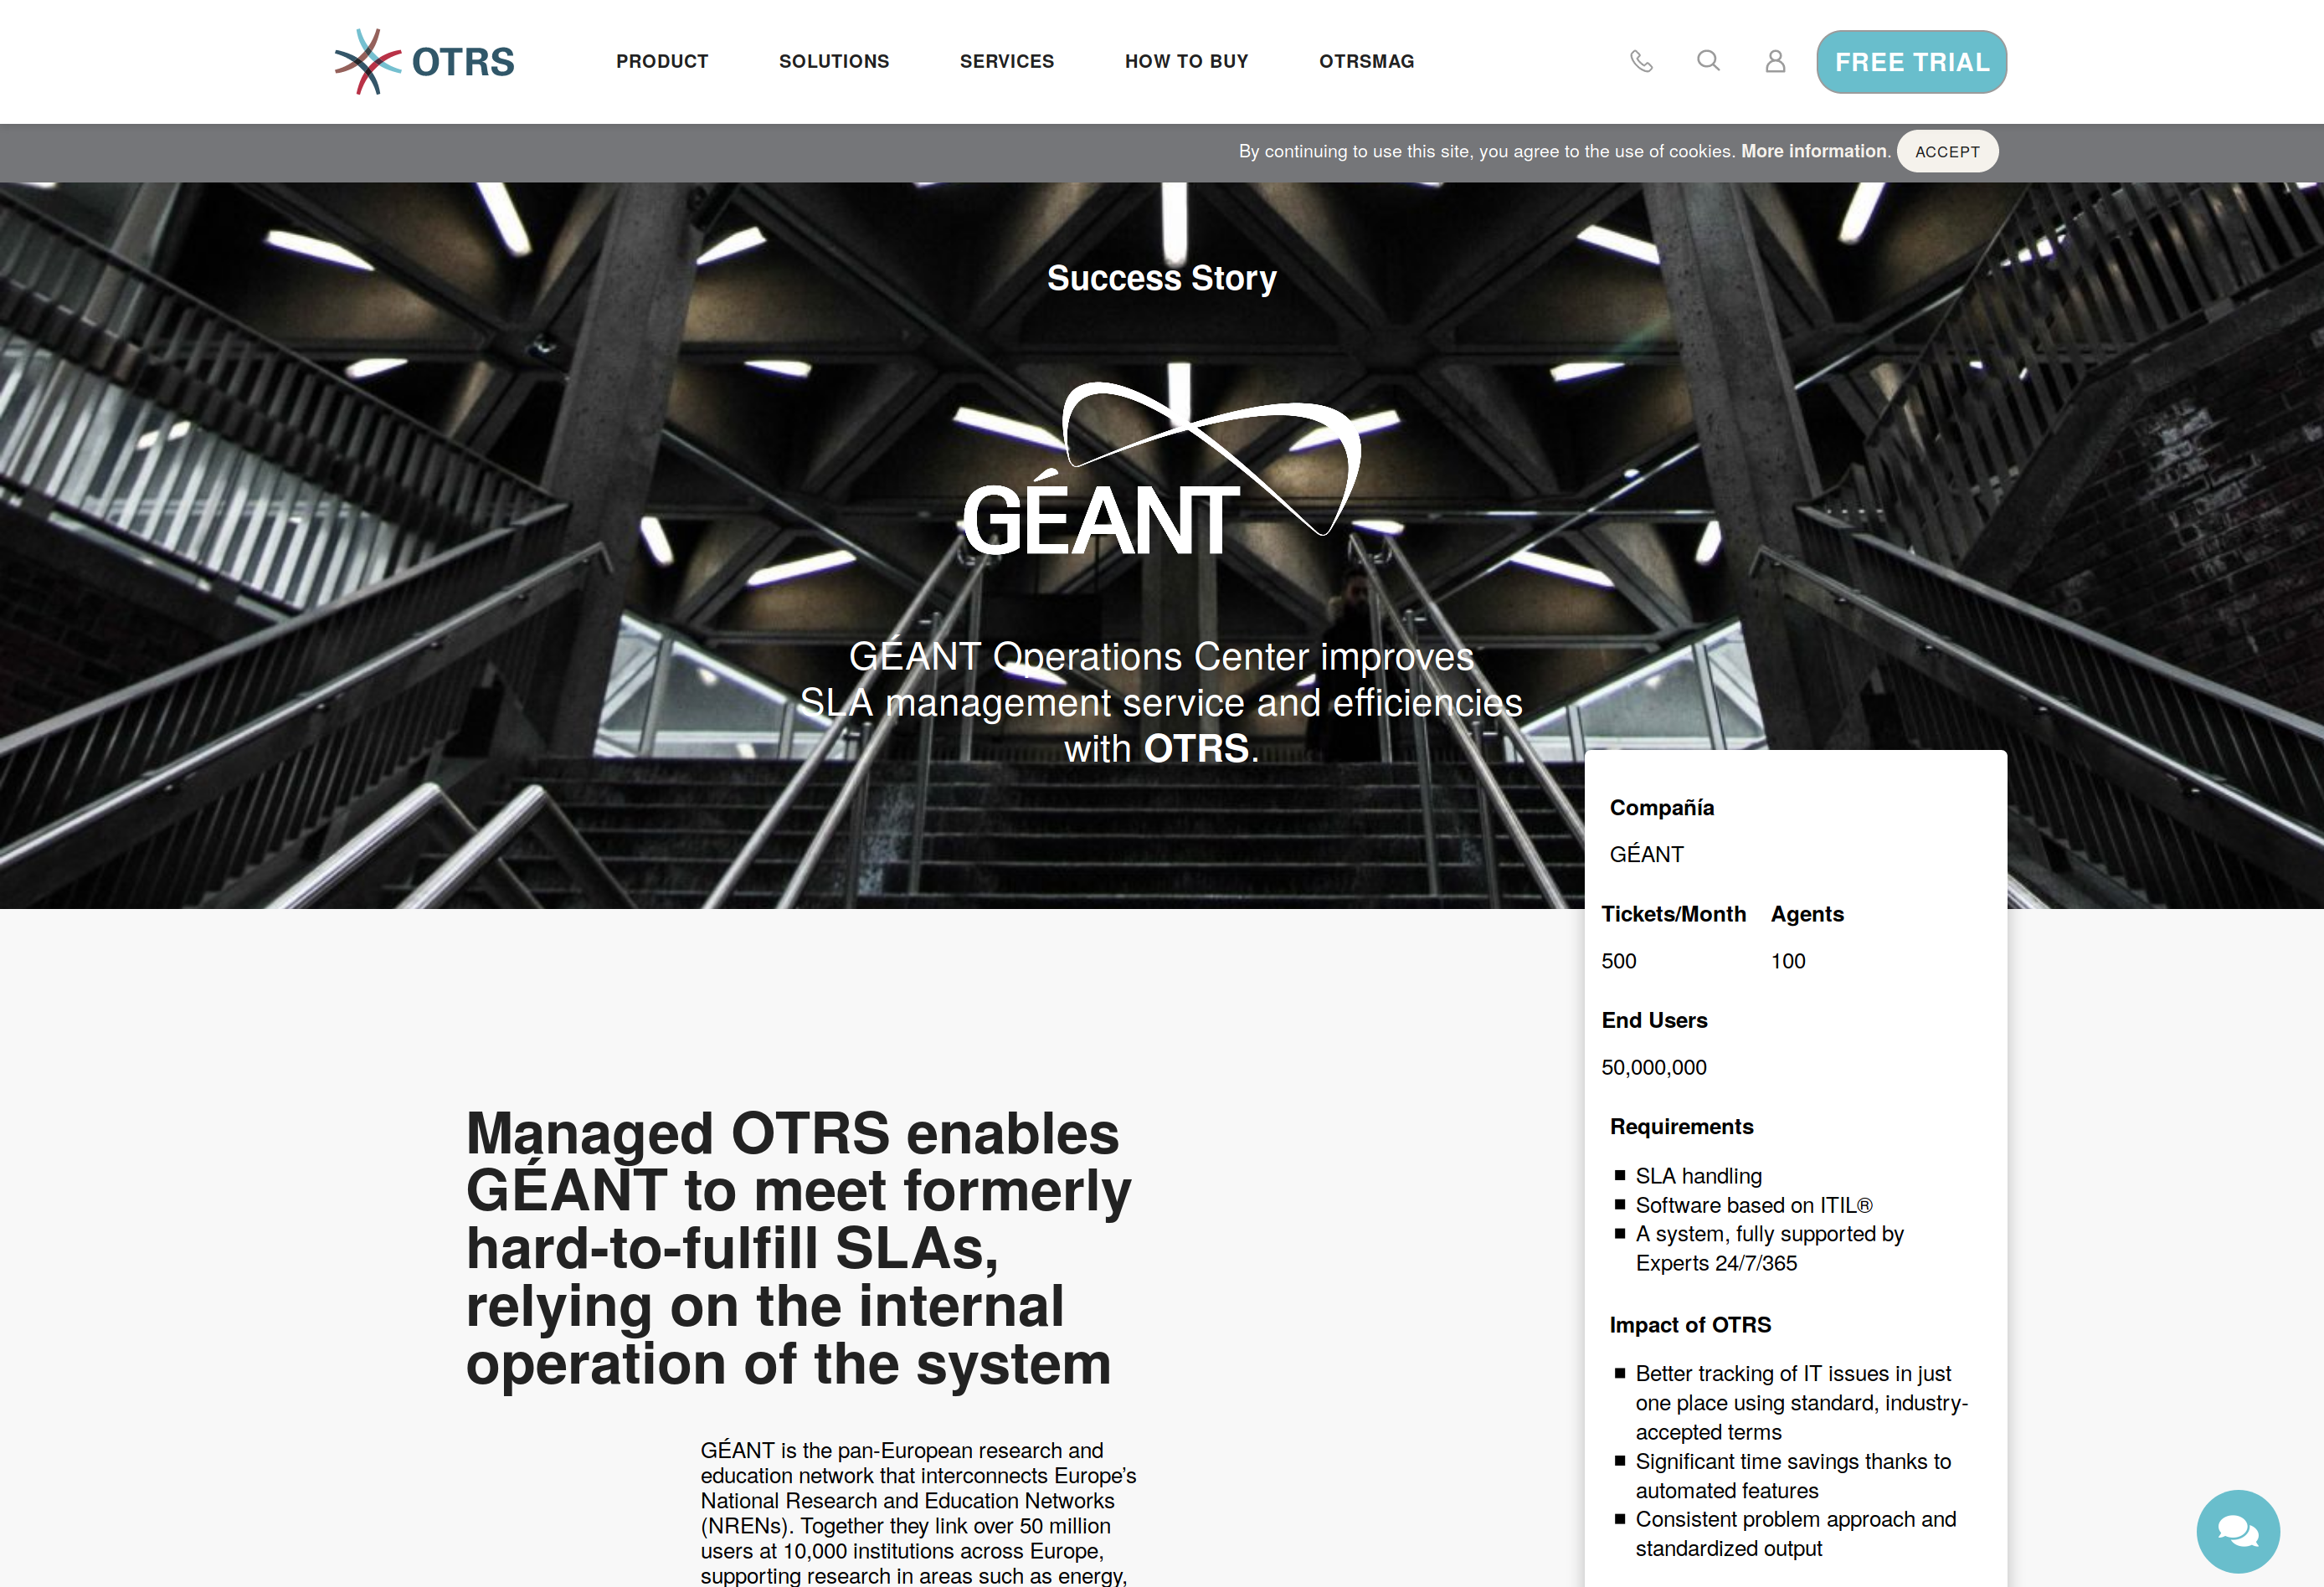 OTRS
PRODUCT
SOLUTIONS
SERVICES
HOW TO BUY
OTRSMAG
FREE TRIAL
By continuing to use this site, you agree to the use of cookies. More information.
ACCEPT
Success Story
GÉANT
GÉANT Operations Center improves
SLA management service and efficiencies
with OTRS.
Compañía
GÉANT
Tickets/Month Agents
500 100
End Users
50,000,000
Requirements
SLA handling
Software based on ITIL®
A system, fully supported by
Experts 24/7/365
Impact of OTRS
Better tracking of IT issues in just
one place using standard, industry-
accepted terms
Significant time savings thanks to
automated features
Consistent problem approach and
standardized output
Managed OTRS enables
GÉANT to meet formerly
hard-to-fulfill SLAs,
relying on the internal
operation of the system
GÉANT is the pan-European research and
education network that interconnects Europe’s
National Research and Education Networks
(NRENs). Together they link over 50 million
users at 10,000 institutions across Europe,
supporting research in areas such as energy,